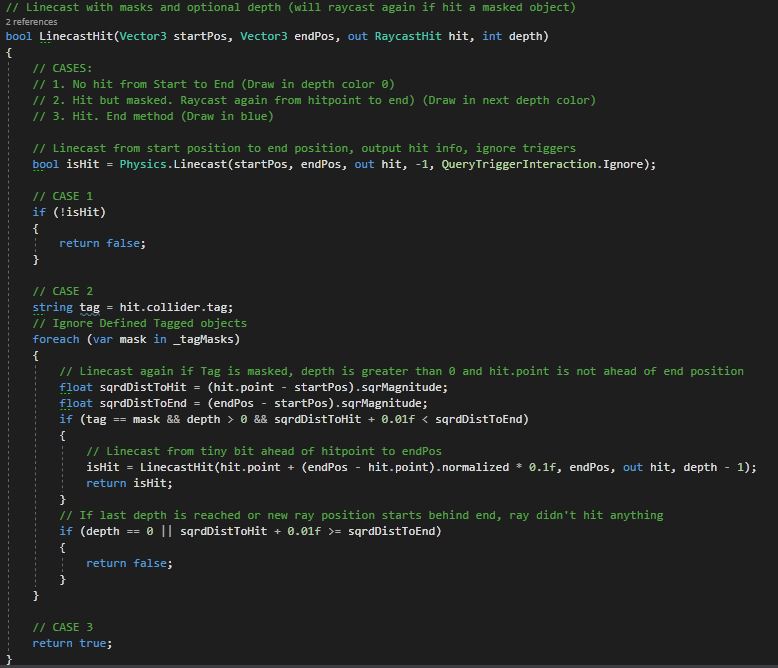 // Linecast with masks and optional depth (will raycast again if hit a masked object)
2 references
bool LinecastHit(Vector3 startPos, Vector3 endPos, out RaycastHit hit, int depth)
{
// CASES:
// 1. No hit from Start to End (Draw in depth color 0)
// 2. Hit but masked. Raycast again from hitpoint to end) (Draw in next depth color)
// 3. Hit. End method (Draw in blue)
// Linecast from start position to end position, output hit info, ignore triggers
bool isHit = Physics.Linecast(startPos, endPos, out hit, -1, QueryTriggerInteraction.Ignore);
// CASE 1
if (!isHit)
{
return false;
}
// CASE 2
string tag = hit.collider.tag;
// Ignore Defined Tagged objects
foreach (var mask in _tagMasks)
{
// Linecast again if Tag is masked, depth is greater than 0 and hit.point is not ahead of end position
float sqrdDistToHit = (hit.point - startPos).sqrMagnitude;
float sqrdDistToEnd = (endPos - startPos).sqrMagnitude;
if (tag == mask && depth > 0 && sqrdDistToHit + 0.01f < sqrdDistToEnd)
{
// Linecast from tiny bit ahead of hitpoint to endPos
isHit = LinecastHit(hit.point + (endPos - hit.point).normalized * 0.1f, endPos, out hit, depth - 1);
return isHit;
}
// If last depth is reached or new ray position starts behind end, ray didn't hit anything
if (depth == 0 || sqrdDistToHit + 0.01f >= sqrdDistToEnd)
{
return false;
}
}
// CASE 3
return true;
}